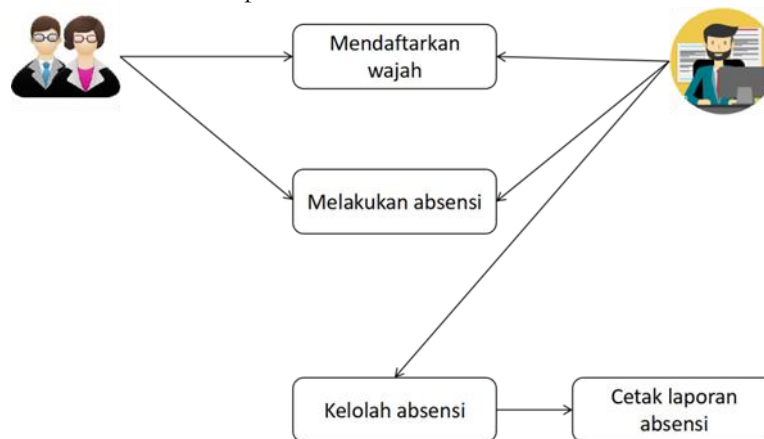 Mendaftarkan
wajah
Melakukan absensi
Kelolah absensi
Cetak laporan
absensi